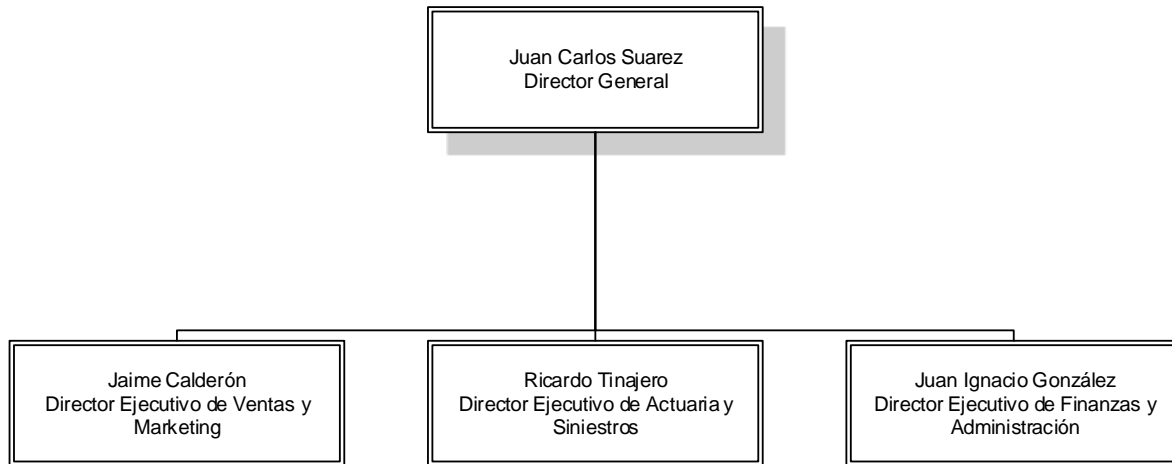 Juan Carlos Suarez
Director General
Jaime Calderón
Director Ejecutivo de Ventas y
Marketing
Ricardo Tinajero
Director Ejecutivo de Actuaria y
Siniestros
Juan Ignacio González
Director Ejecutivo de Finanzas y
Administración